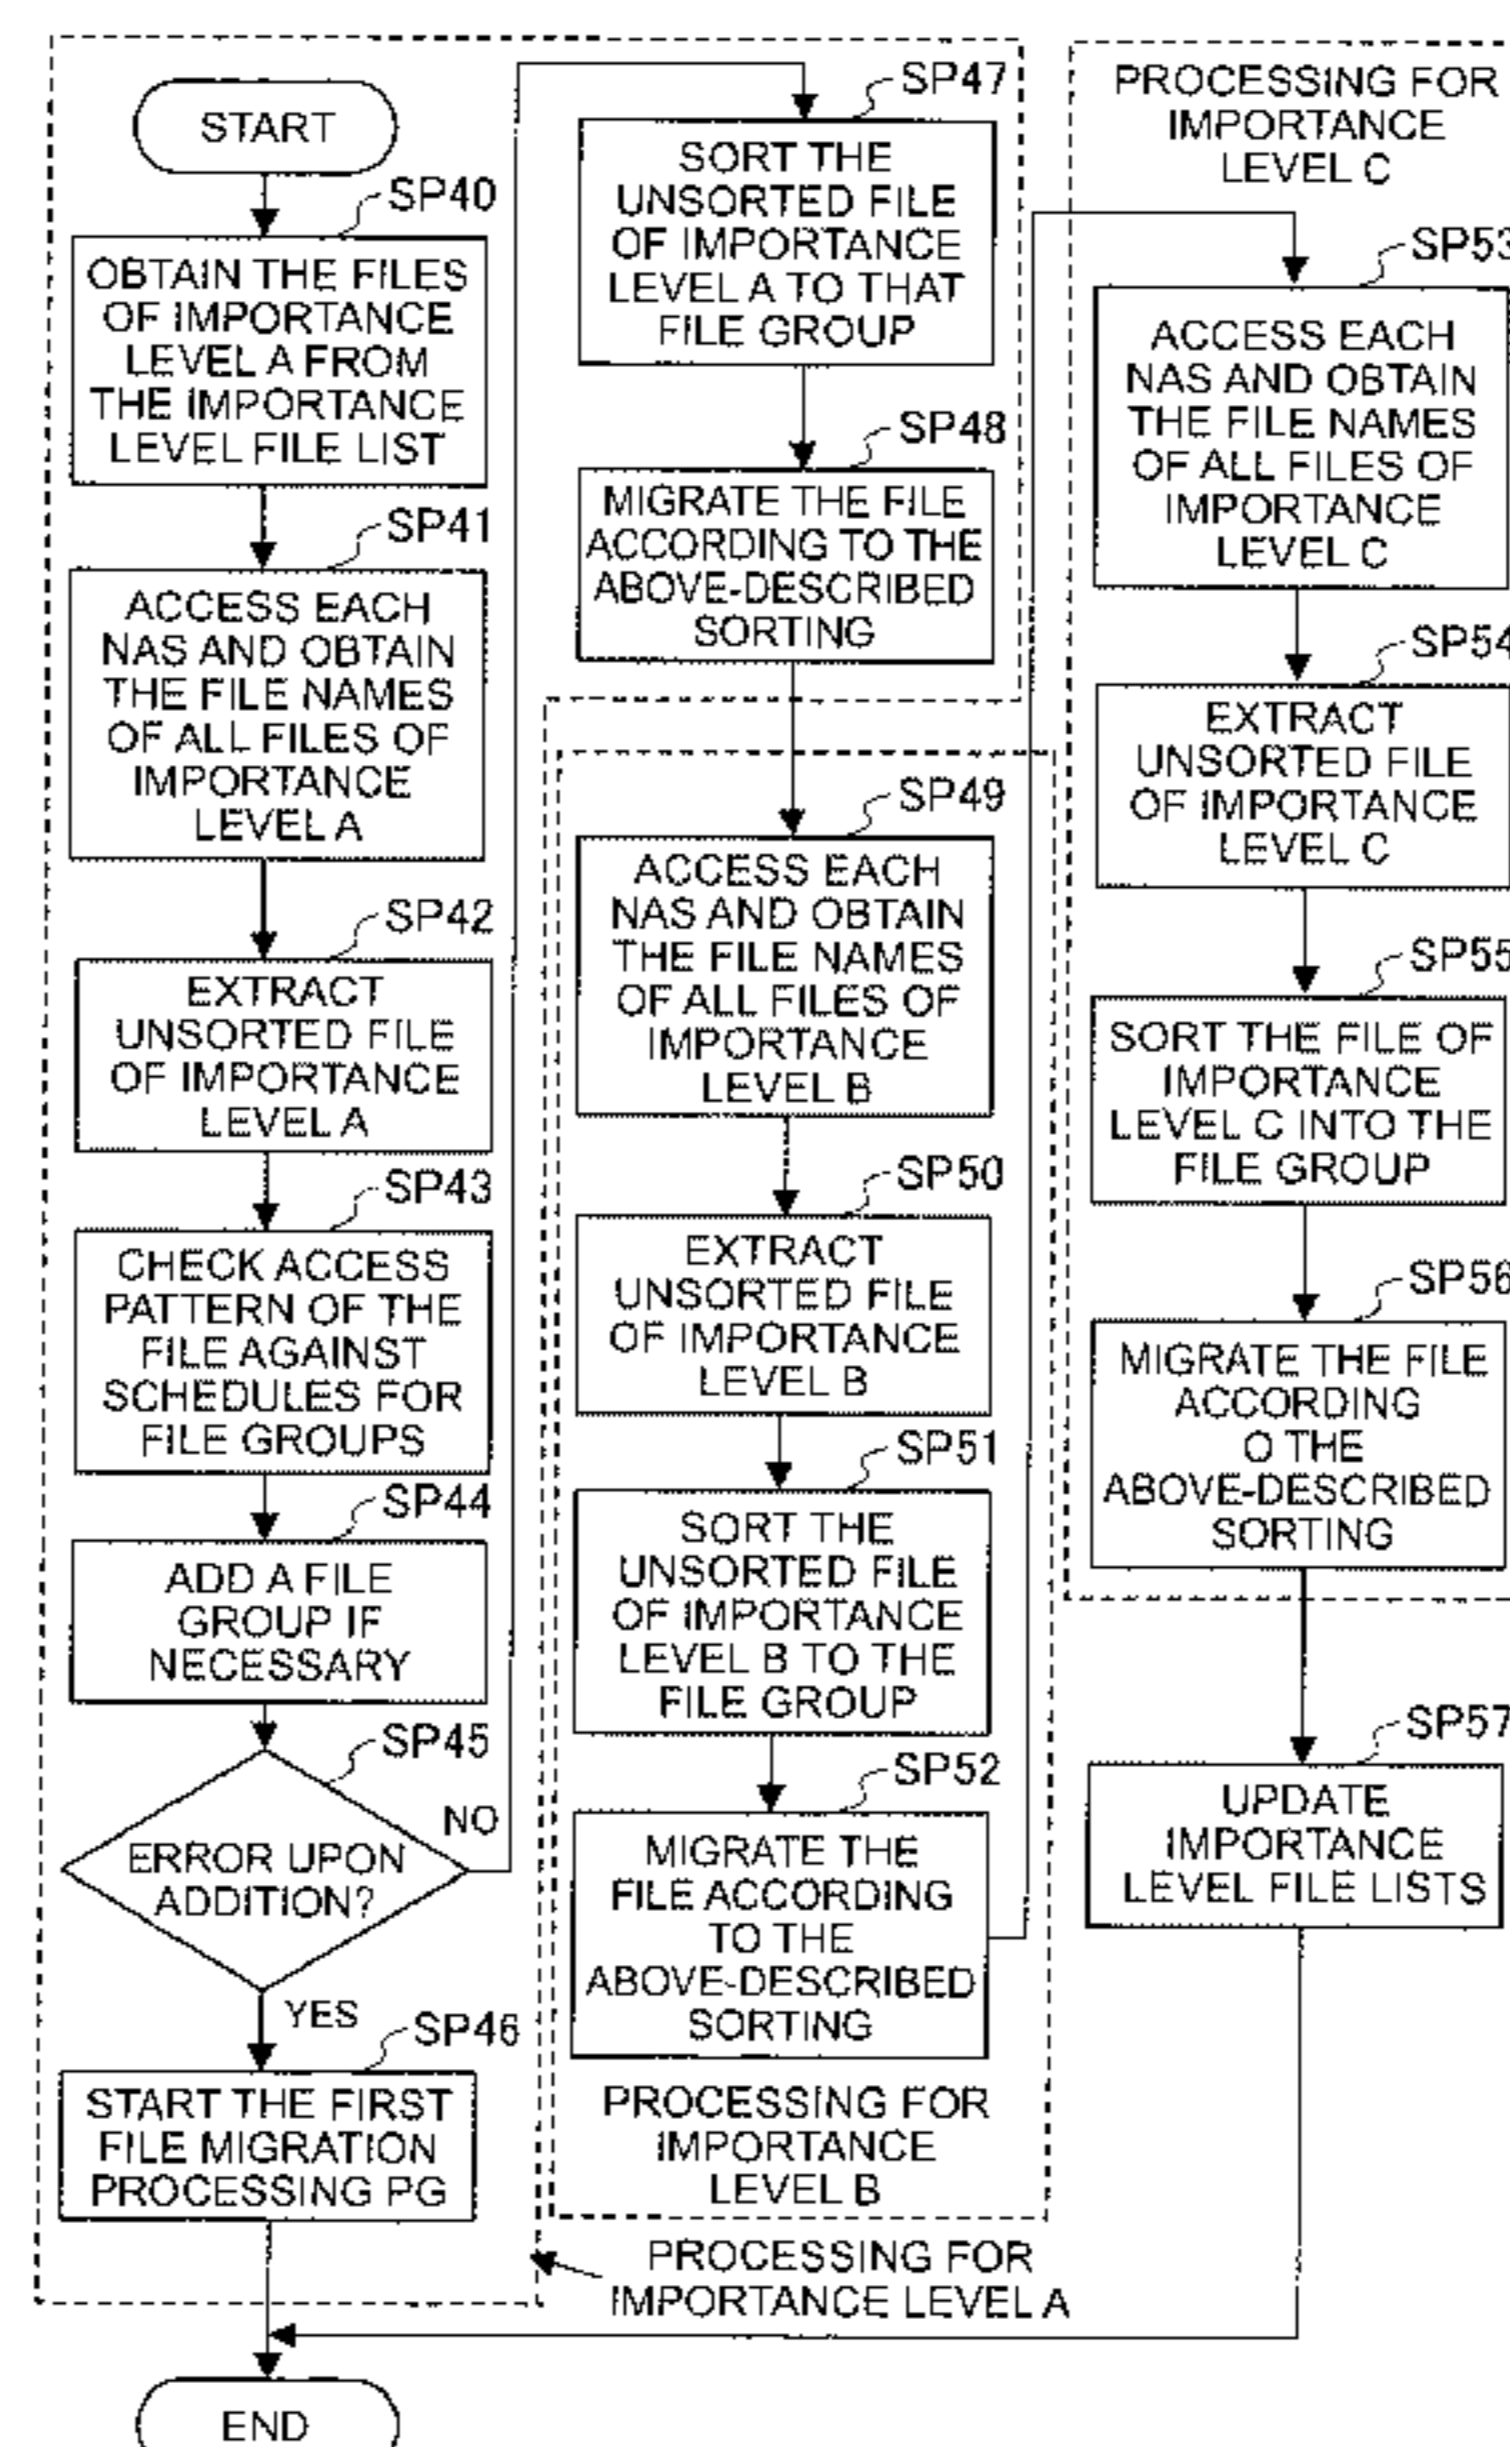 START
SP40
OBTAIN THE FILES
OF IMPORTANCE
LEVEL A FROM
THE IMPORTANCE
LEVEL FILE LIST
SP41
ACCESS EACH
NAS AND OBTAIN
THE FILE NAMES
OF ALL FILES OF
IMPORTANCE
LEVEL A
SP42
EXTRACT
UNSORTED FILE
OF IMPORTANCE
LEVEL A
SP43
CHECK ACCESS
PATTERN OF THE
FILE AGAINST
SCHEDULES FOR
FILE GROUPS
SP44
ADD A FILE
GROUP IF
NECESSARY
SP45
ERROR UPON
ADDITION?
NO
YES
SP46
START THE FIRST
FILE MIGRATION
PROCESSING PG
END
SP47
SORT THE
UNSORTED FILE
OF IMPORTANCE
LEVEL A TO THAT
FILE GROUP
SP48
MIGRATE THE FILE
ACCORDING TO THE
ABOVE-DESCRIBED
SORTING
SP49
ACCESS EACH
NAS AND OBTAIN
THE FILE NAMES
OF ALL FILES OF
IMPORTANCE
LEVEL B
SP50
EXTRACT
UNSORTED FILE
OF IMPORTANCE
LEVEL B
SP51
SORT THE
UNSORTED FILE
OF IMPORTANCE
LEVEL B TO THE
FILE GROUP
SP52
MIGRATE THE
FILE ACCORDING
TO THE
ABOVE-DESCRIBED
SORTING
PROCESSING FOR
IMPORTANCE
LEVEL B
PROCESSING FOR
IMPORTANCE LEVEL A
PROCESSING FOR
IMPORTANCE
LEVEL C
SP53
ACCESS EACH
NAS AND OBTAIN
THE FILE NAMES
OF ALL FILES OF
IMPORTANCE
LEVEL C
SP54
EXTRACT
UNSORTED FILE
OF IMPORTANCE
LEVEL C
SP55
SORT THE FILE OF
IMPORTANCE
LEVEL C INTO THE
FILE GROUP
SP56
MIGRATE THE FILE
ACCORDING
O THE
ABOVE-DESCRIBED
SORTING
SP57
UPDATE
IMPORTANCE
LEVEL FILE LISTS